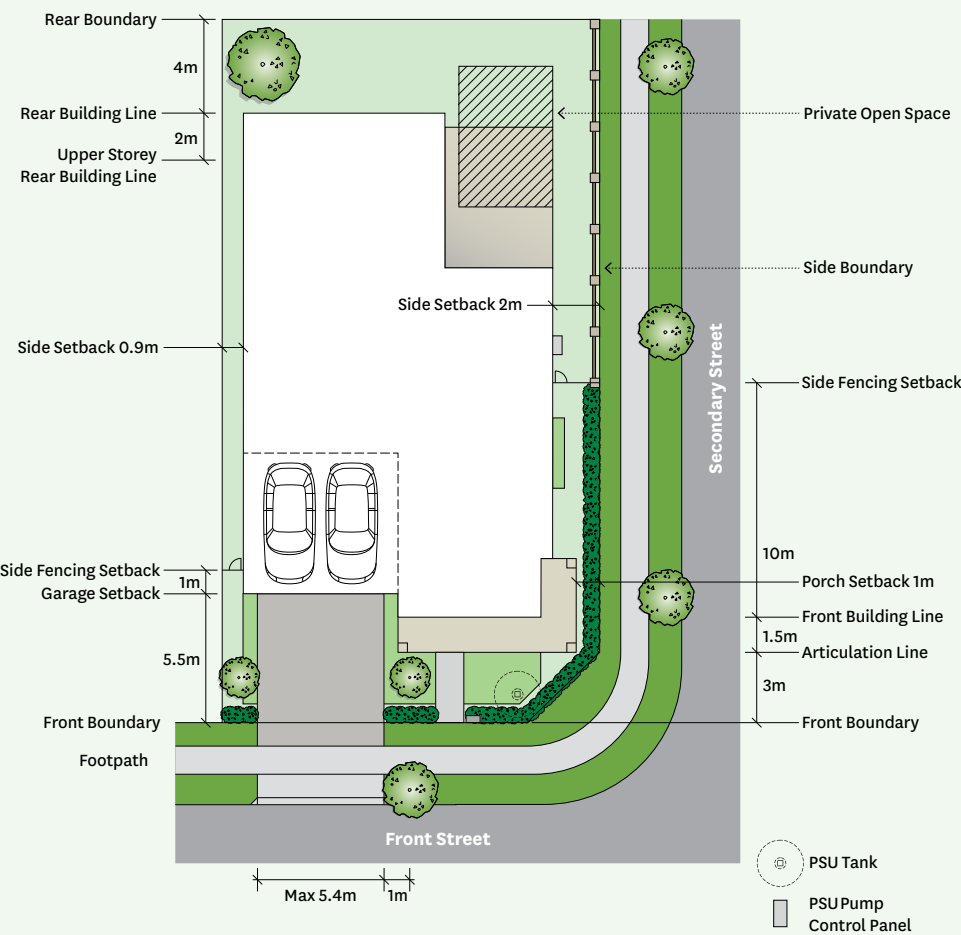 Rear Boundary
4m
Rear Building Line
Private Open Space
2m
Upper Storey
Rear Building Line
Side Boundary
Side Setback 2m
Side Setback 0.9m
Secondary Street
Side Fencing Setback
10m
Side Fencing Setback
1m
Porch Setback 1m
Garage Setback
Front Building Line
1.5m
Articulation Line
5.5m
3m
Front Boundary
Front Boundary
Footpath
Front Street
Max 5.4m
1m
PSU Tank
PSU Pump
Control Panel